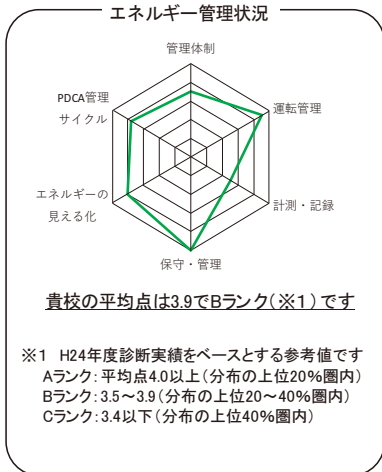 エネルギー管理状況
管理体制
運転管理
計測・記録
保守・管理
エネルギーの
見える化
PDCA管理
サイクル
貴校の平均点は3.9でBランク(※1)です
※1 H24年度診断実績をベースとする参考値です
Aランク:平均点4.0以上(分布の上位20%圏内)
Bランク:3.5～3.9(分布の上位20～40%圏内)
Cランク:3.4以下(分布の上位40%圏内)